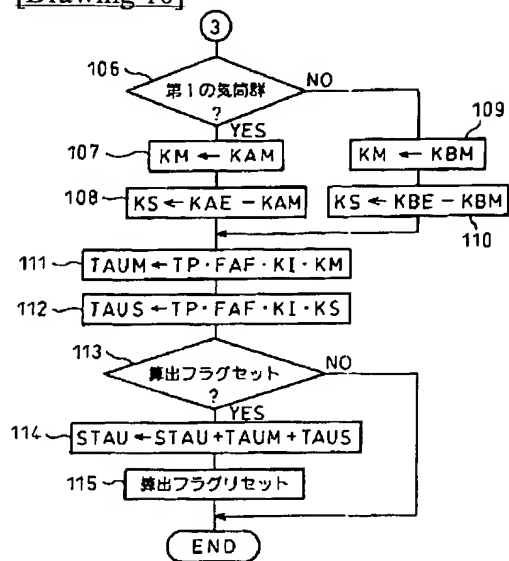 [Drawing 10]
3
106
第1の気筒群
?
NO
YES
107
KM ← KAM
109
KM ← KBM
108
KS ← KAE − KAM
KS ← KBE − KBM
110
111
TAUM ← TP・FAF・KI・KM
112
TAUS ← TP・FAF・KI・KS
113
算出フラグセット
?
NO
YES
114
STAU ← STAU + TAUM + TAUS
115
算出フラグリセット
END